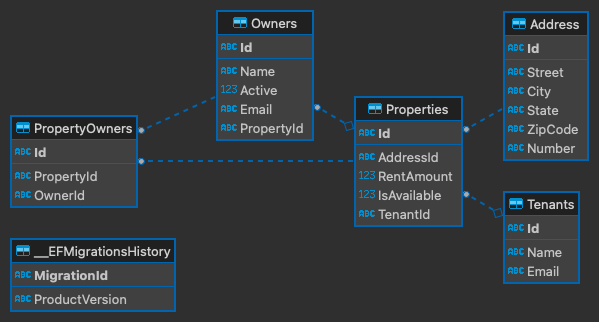 Owners
ABC Id
ABC Name
123 Active
ABC Email
ABC PropertyId
Address
ABC Id
ABC Street
ABC City
ABC State
ABC ZipCode
ABC Number
PropertyOwners
ABC Id
ABC PropertyId
ABC OwnerId
Properties
ABC Id
ABC AddressId
123 RentAmount
123 IsAvailable
ABC TenantId
Tenants
ABC Id
ABC Name
ABC Email
__EFMigrationsHistory
ABC MigrationId
ABC ProductVersion